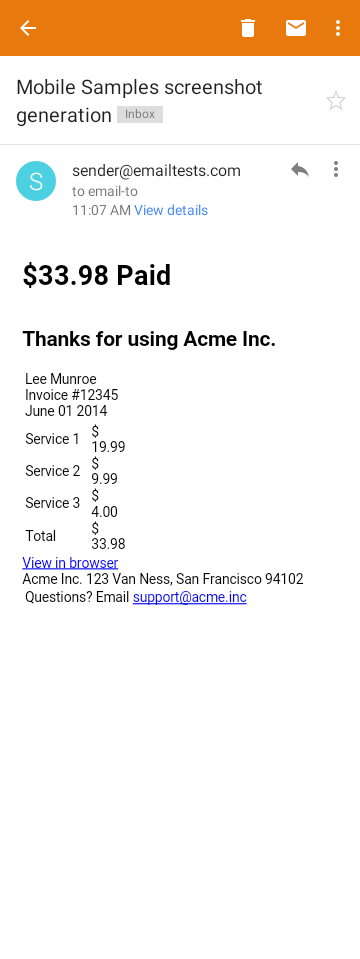 Mobile Samples screenshot
generation Inbox
S
sender@emailtests.com
to email-to
11:07 AM View details
$33.98 Paid
Thanks for using Acme Inc.
Lee Munroe
Invoice #12345
June 01 2014
Service 1 $
19.99
Service 2 $
9.99
Service 3 $
4.00
Total $
33.98
View in browser
Acme Inc. 123 Van Ness, San Francisco 94102
Questions? Email support@acme.inc